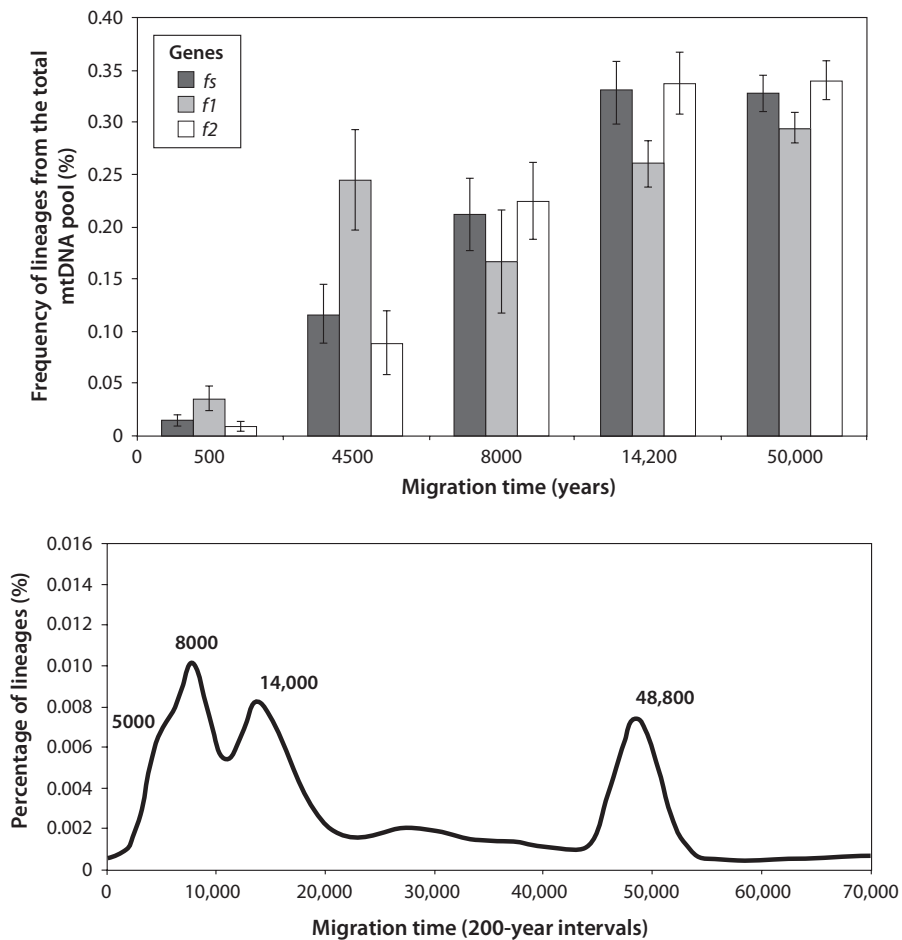 Frequency of lineages from the total
mtDNA pool (%)
0.40
0.35
0.30
0.25
0.20
0.15
0.10
0.05
0
Genes
fs
f1
f2
0 500 4500 8000 14,200 50,000
Migration time (years)
Percentage of lineages (%)
0.016
0.014
0.012
0.010
0.008
0.006
0.004
0.002
0
5000
8000
14,000
48,800
0 10,000 20,000 30,000 40,000 50,000 60,000 70,000
Migration time (200-year intervals)